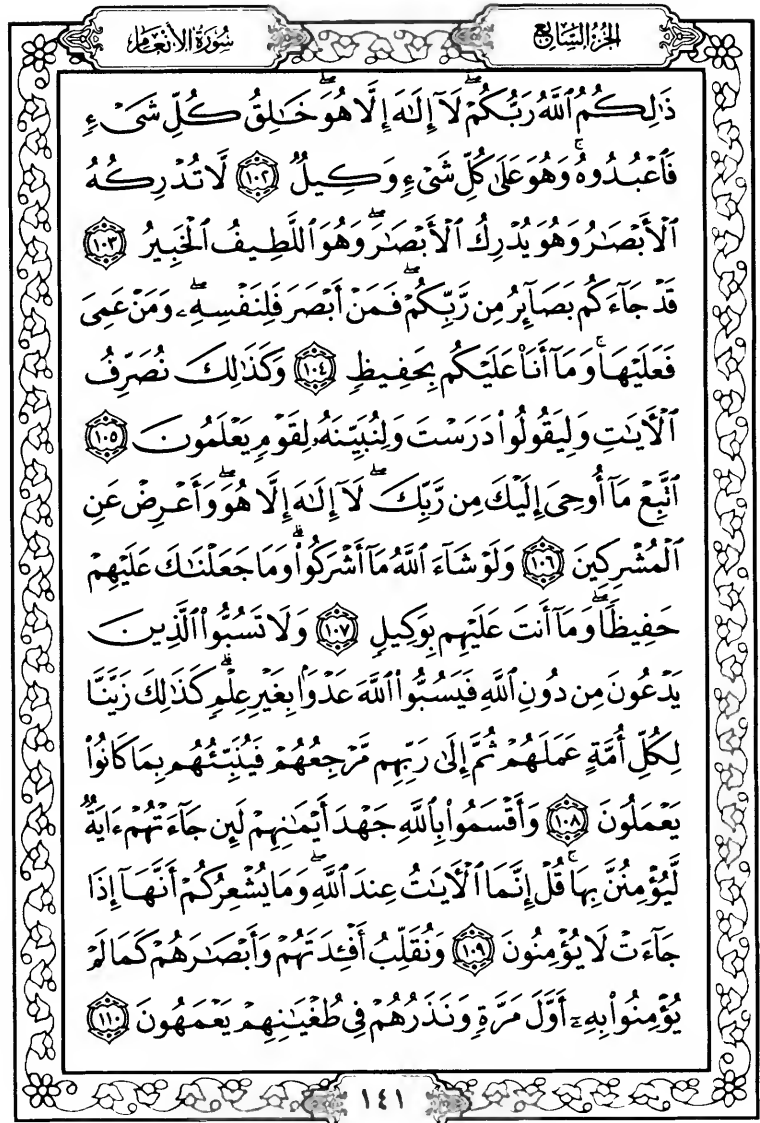 الجزء السابع
سورة الأنعام
ذَٰلِكُمُ ٱللَّهُ رَبُّكُمْ ۖ لَآ إِلَٰهَ إِلَّا هُوَ ۖ خَٰلِقُ كُلِّ شَىْءٍ
فَٱعْبُدُوهُ ۚ وَهُوَ عَلَىٰ كُلِّ شَىْءٍ وَكِيلٌ ١٠٢ لَّا تُدْرِكُهُ
ٱلْأَبْصَٰرُ وَهُوَ يُدْرِكُ ٱلْأَبْصَٰرَ ۖ وَهُوَ ٱللَّطِيفُ ٱلْخَبِيرُ ١٠٣
قَدْ جَآءَكُم بَصَآئِرُ مِن رَّبِّكُمْ ۖ فَمَنْ أَبْصَرَ فَلِنَفْسِهِۦ ۖ وَمَنْ عَمِىَ
فَعَلَيْهَا ۚ وَمَآ أَنَا۠ عَلَيْكُم بِحَفِيظٍ ١٠٤ وَكَذَٰلِكَ نُصَرِّفُ
ٱلْءَايَٰتِ وَلِيَقُولُوا۟ دَرَسْتَ وَلِنُبَيِّنَهُۥ لِقَوْمٍ يَعْلَمُونَ ١٠٥
ٱتَّبِعْ مَآ أُوحِىَ إِلَيْكَ مِن رَّبِّكَ ۖ لَآ إِلَٰهَ إِلَّا هُوَ ۖ وَأَعْرِضْ عَنِ
ٱلْمُشْرِكِينَ ١٠٦ وَلَوْ شَآءَ ٱللَّهُ مَآ أَشْرَكُوا۟ ۗ وَمَا جَعَلْنَٰكَ عَلَيْهِمْ
حَفِيظًا ۖ وَمَآ أَنتَ عَلَيْهِم بِوَكِيلٍ ١٠٧ وَلَا تَسُبُّوا۟ ٱلَّذِينَ
يَدْعُونَ مِن دُونِ ٱللَّهِ فَيَسُبُّوا۟ ٱللَّهَ عَدْوًۢا بِغَيْرِ عِلْمٍ ۗ كَذَٰلِكَ زَيَّنَّا
لِكُلِّ أُمَّةٍ عَمَلَهُمْ ثُمَّ إِلَىٰ رَبِّهِم مَّرْجِعُهُمْ فَيُنَبِّئُهُم بِمَا كَانُوا۟
يَعْمَلُونَ ١٠٨ وَأَقْسَمُوا۟ بِٱللَّهِ جَهْدَ أَيْمَٰنِهِمْ لَئِن جَآءَتْهُمْ ءَايَةٌ
لَّيُؤْمِنُنَّ بِهَا ۚ قُلْ إِنَّمَا ٱلْءَايَٰتُ عِندَ ٱللَّهِ ۖ وَمَا يُشْعِرُكُمْ أَنَّهَآ إِذَا
جَآءَتْ لَا يُؤْمِنُونَ ١٠٩ وَنُقَلِّبُ أَفْـِٔدَتَهُمْ وَأَبْصَٰرَهُمْ كَمَا لَمْ
يُؤْمِنُوا۟ بِهِۦٓ أَوَّلَ مَرَّةٍ وَنَذَرُهُمْ فِى طُغْيَٰنِهِمْ يَعْمَهُونَ ١١٠
١٤١